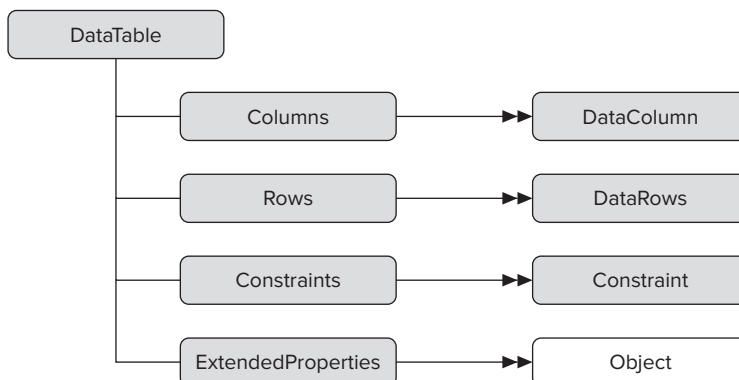 DataTable
Columns
DataColumn
Rows
DataRows
Constraints
Constraint
ExtendedProperties
Object